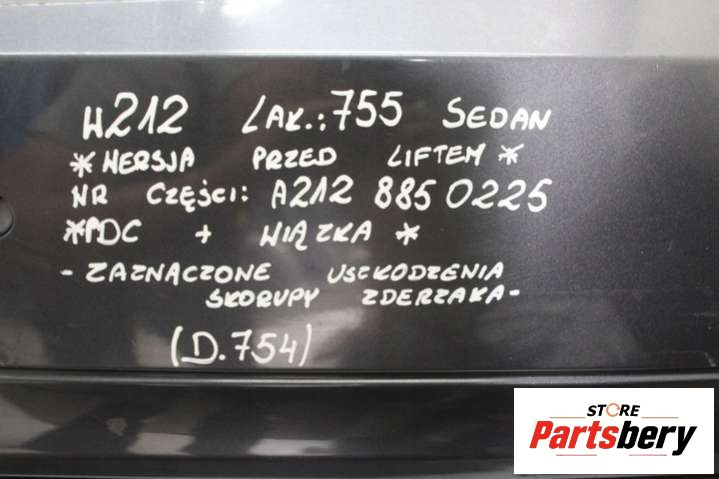 W212 LAK.: 755 SEDAN
* WERSJA PRZED LIFTEM *
NR CZĘŚCI: A212 885 0225
*PDC + WIĄZKA *
- ZAZNACZONE USZKODZENIA
SKORUPY ZDERZAKA -
(D.754)
STORE
Partsbery